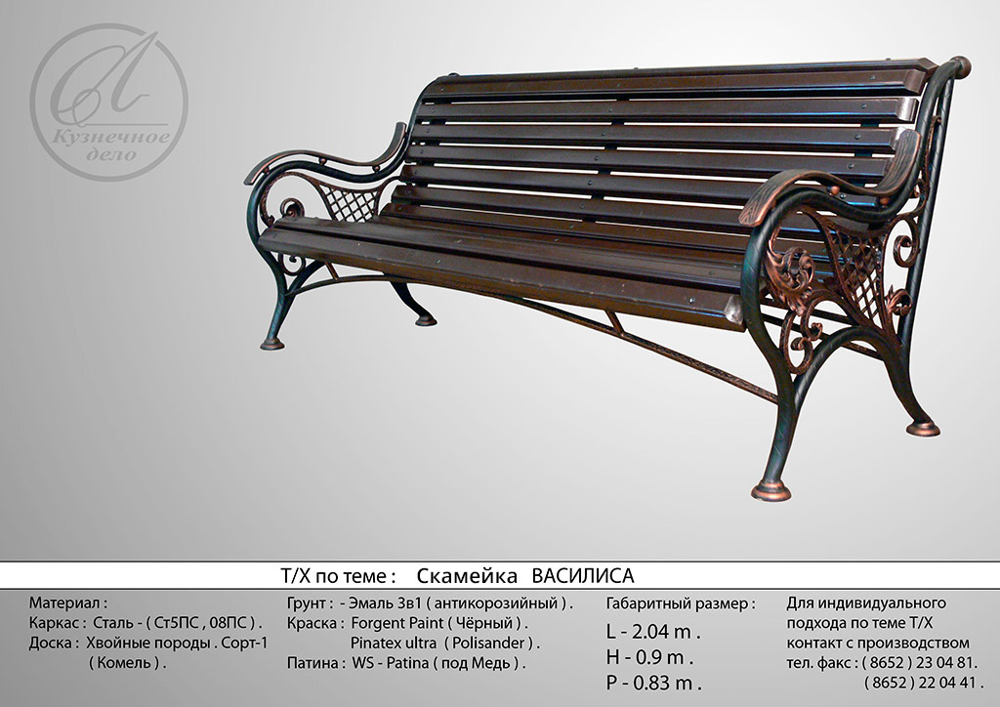 Кузнечное
дело
Т/Х по теме : Скамейка ВАСИЛИСА
Материал :
Каркас : Сталь - ( Ст5ПС , 08ПС ) .
Доска : Хвойные породы . Сорт-1
( Комель ) .
Грунт : - Эмаль 3в1 ( антикорозийный ) .
Краска : Forgent Paint ( Чёрный ) .
Pinatex ultra ( Polisander ) .
Патина : WS - Patina ( под Медь ) .
Габаритный размер :
L - 2.04 m .
H - 0.9 m .
P - 0.83 m .
Для индивидуального
подхода по теме Т/Х
контакт с производством
тел. факс : ( 8652 ) 23 04 81.
( 8652 ) 22 04 41 .